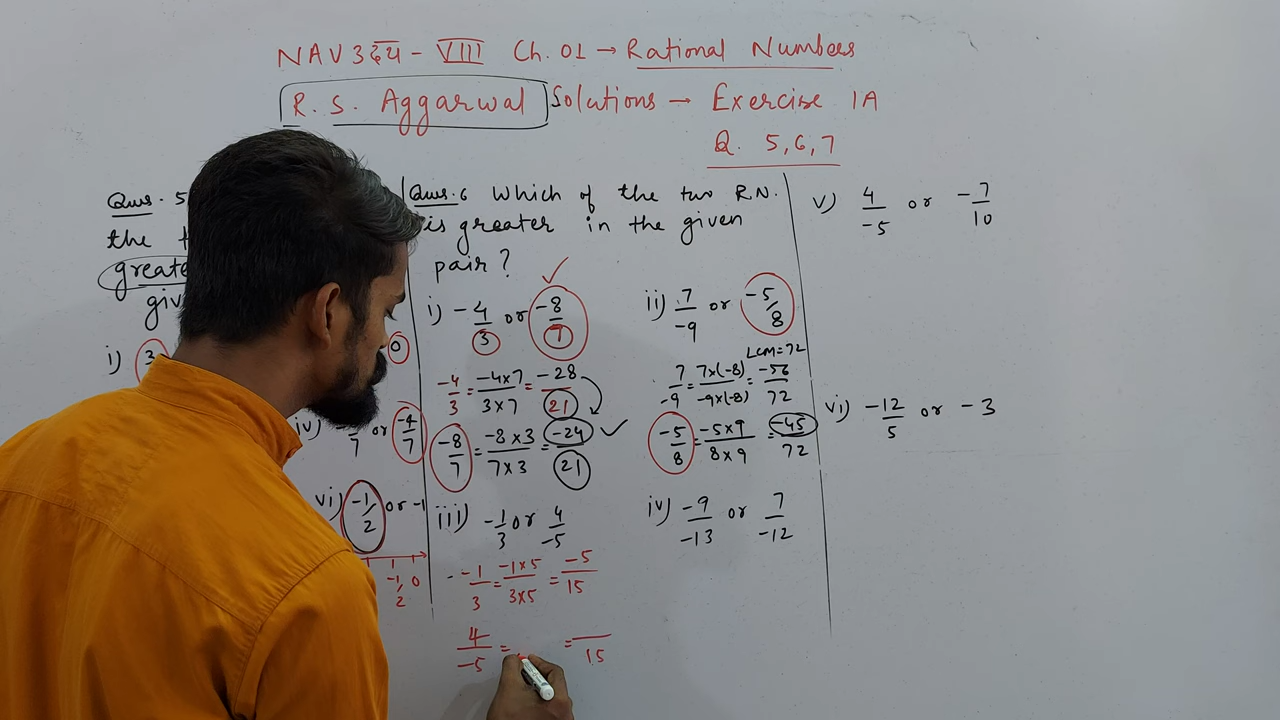 NAVउदय - VIII Ch. 01 → Rational Numbers
R. S. Aggarwal Solutions → Exercise 1A
Q. 5, 6, 7
Ques. 5
the
greate
giv
i) 3
0
iv) 7 or -4/7
vi) -1/2 or -1
-1/2 0
Ques. 6 Which of the two R.N.
is greater in the given
pair?
i) -4/3 or -8/7
-4/3 = -4×7/3×7 = -28/21
-8/7 = -8×3/7×3 = -24/21
iii) -1/3 or 4/-5
-1/3 = -1×5/3×5 = -5/15
4/-5 = = /15
ii) 7/-9 or -5/8
LCM=72
7/-9 = 7×(-8)/-9×(-8) = -56/72
-5/8 = -5×9/8×9 = -45/72
iv) -9/-13 or 7/-12
v) 4/-5 or -7/10
vi) -12/5 or -3